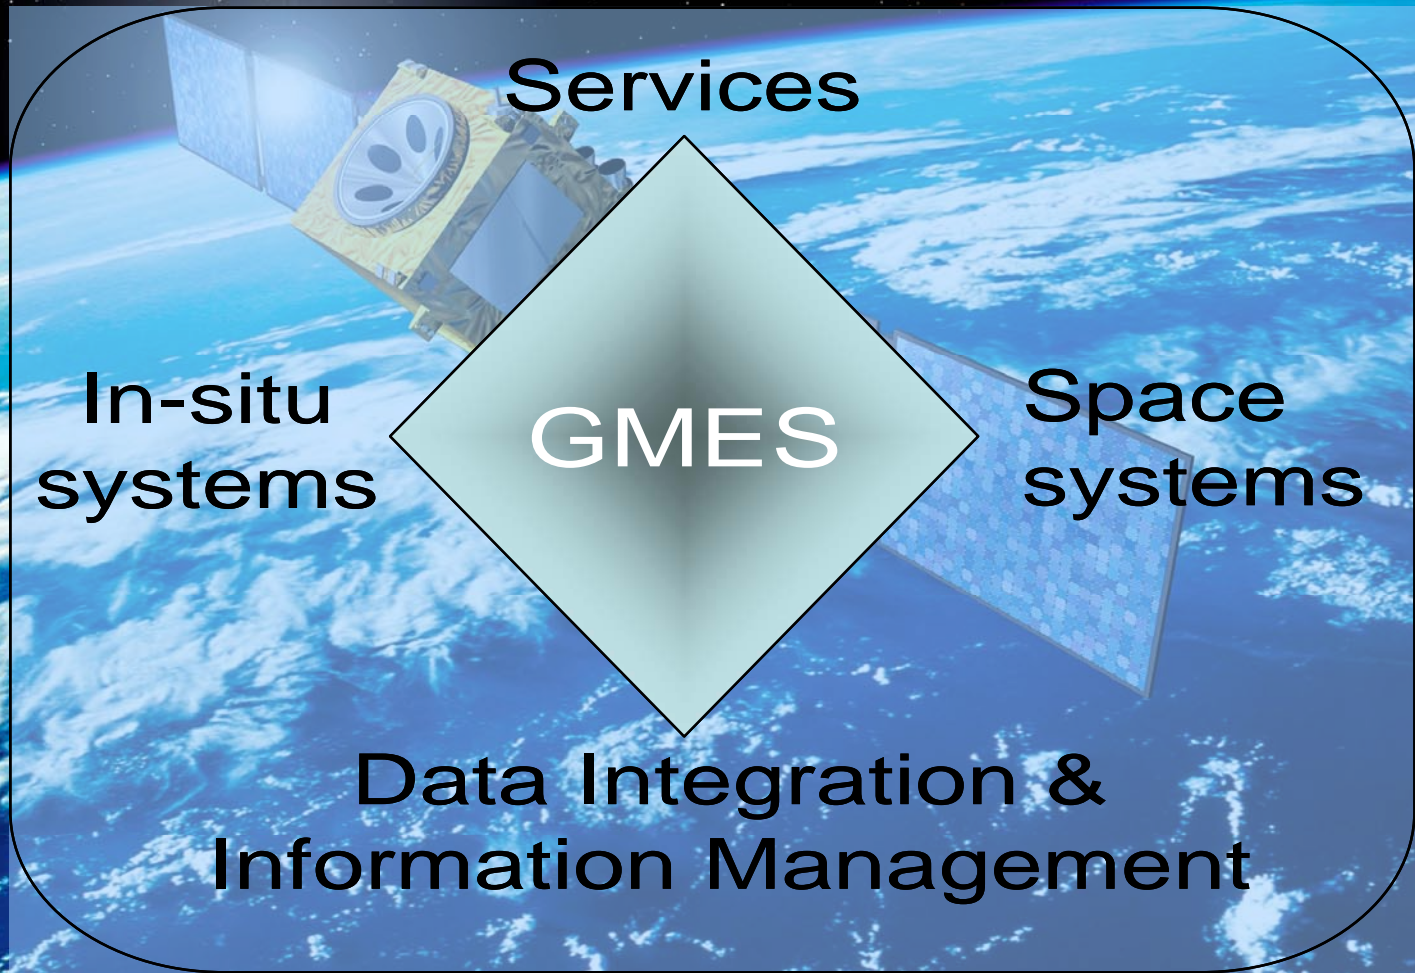 Services
In-situ
systems
GMES
Space
systems
Data Integration &
Information Management